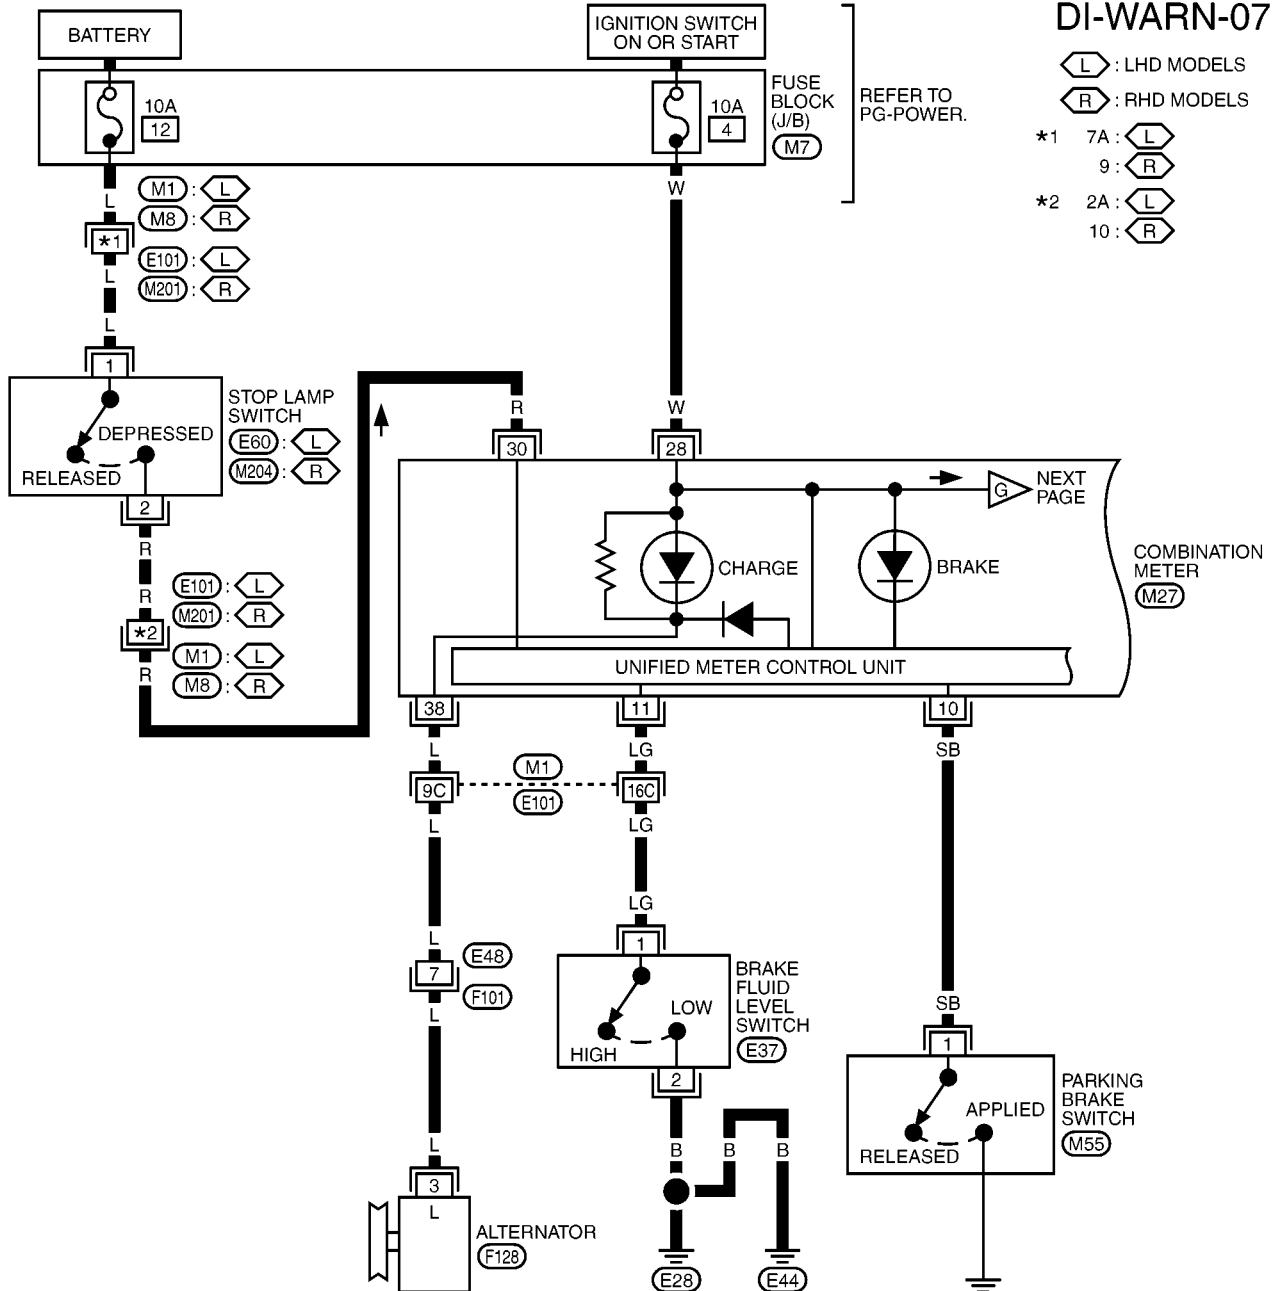 DI-WARN-07
BATTERY
IGNITION SWITCH
ON OR START
L : LHD MODELS
R : RHD MODELS
*1 7A : L
9 : R
*2 2A : L
10 : R
10A
12
10A
4
FUSE
BLOCK
(J/B)
M7
REFER TO
PG-POWER.
L
M1 : L
M8 : R
*1
E101 : L
M201 : R
L
L
W
W
1
STOP LAMP
SWITCH
E60 : L
M204 : R
DEPRESSED
RELEASED
2
R
R
E101 : L
M201 : R
*2
M1 : L
M8 : R
R
R
30
28
G
NEXT
PAGE
CHARGE
BRAKE
COMBINATION
METER
M27
UNIFIED METER CONTROL UNIT
38
11
10
L
LG
SB
9C
M1
E101
16C
L
LG
LG
L
7
E48
F101
L
L
3
L
ALTERNATOR
F128
1
BRAKE
FLUID
LEVEL
SWITCH
E37
LOW
HIGH
2
B
B
B
E28
E44
SB
1
PARKING
BRAKE
SWITCH
M55
APPLIED
RELEASED